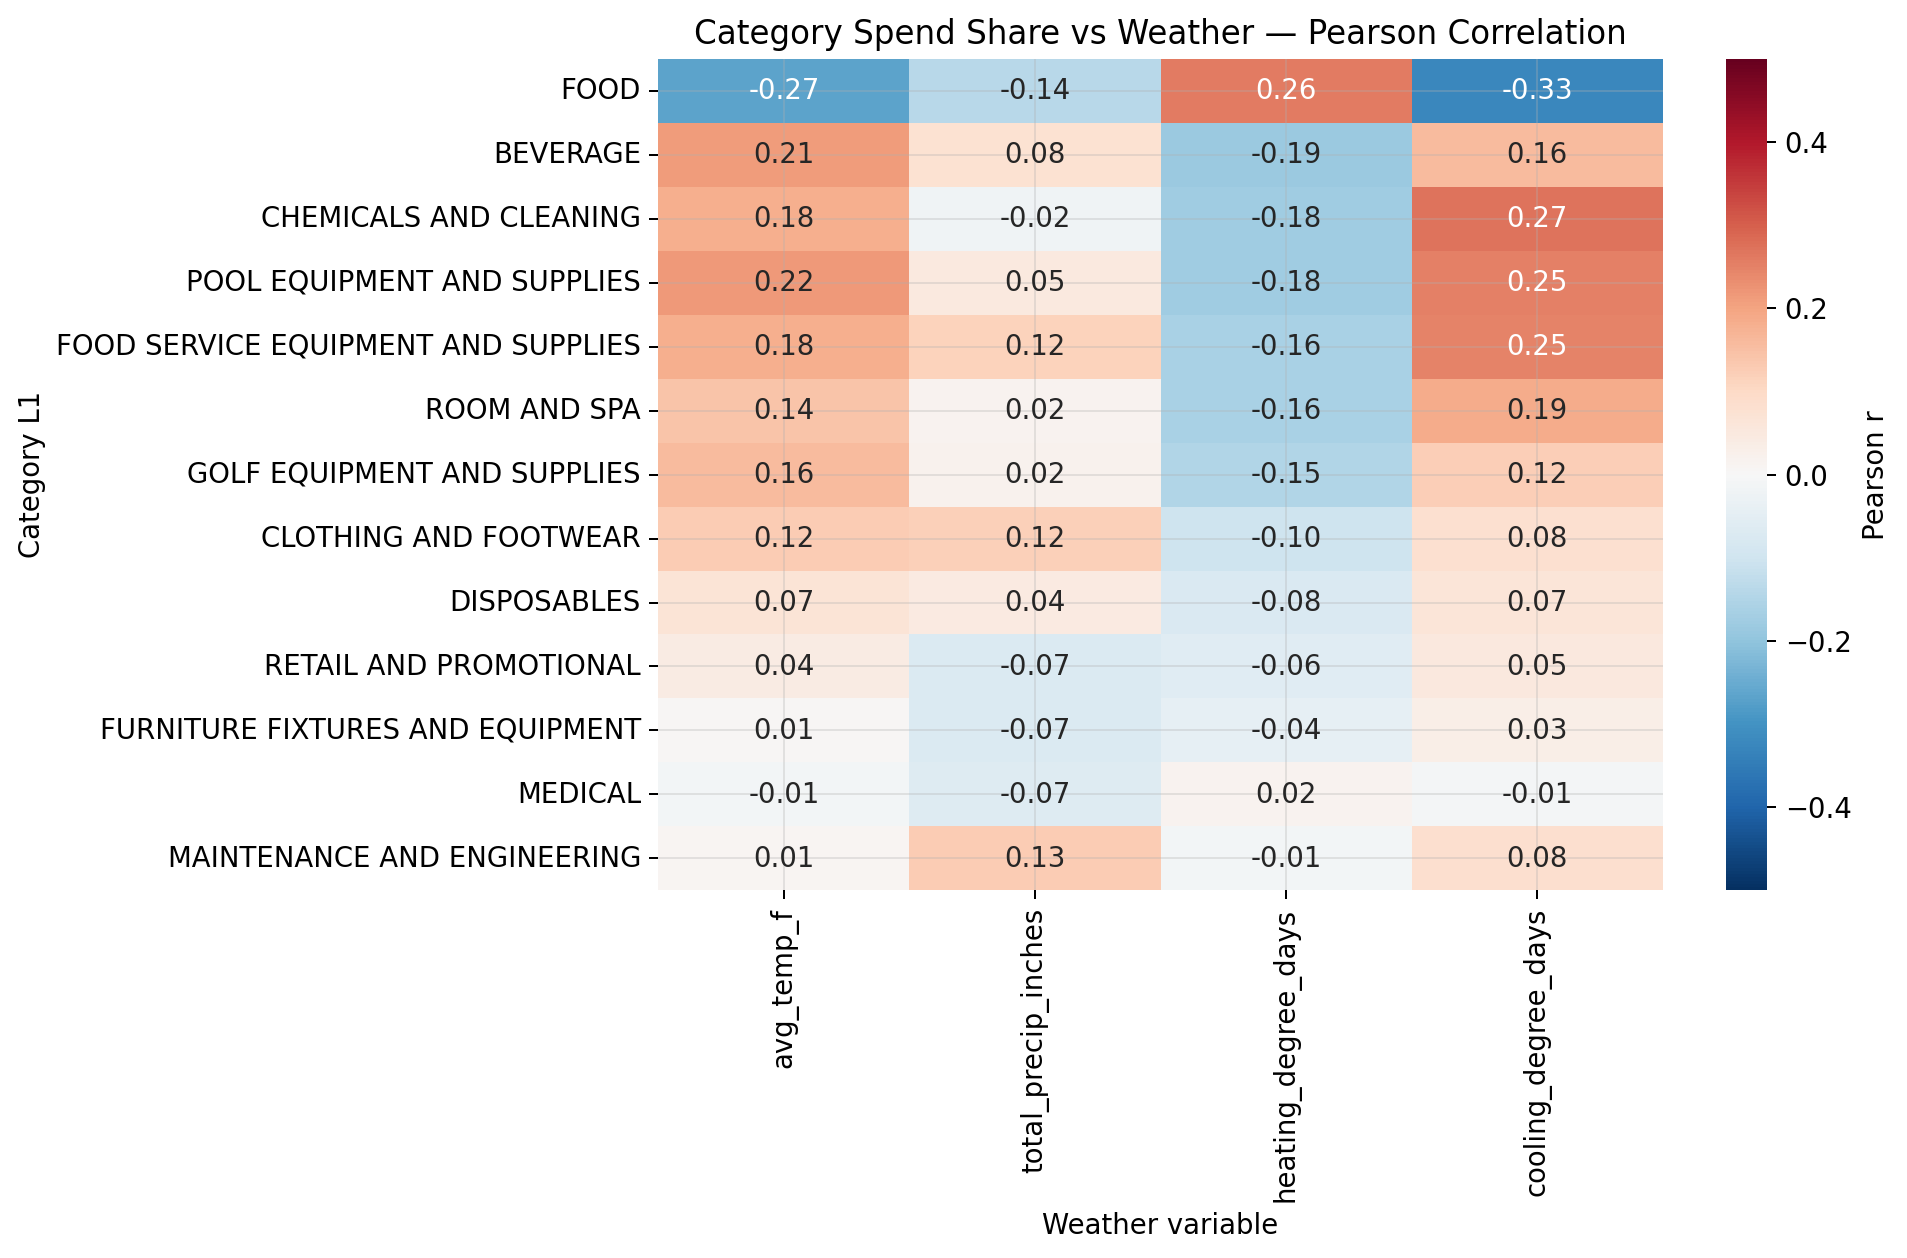 Category Spend Share vs Weather — Pearson Correlation
Category L1
FOOD -0.27 -0.14 0.26 -0.33
BEVERAGE 0.21 0.08 -0.19 0.16
CHEMICALS AND CLEANING 0.18 -0.02 -0.18 0.27
POOL EQUIPMENT AND SUPPLIES 0.22 0.05 -0.18 0.25
FOOD SERVICE EQUIPMENT AND SUPPLIES 0.18 0.12 -0.16 0.25
ROOM AND SPA 0.14 0.02 -0.16 0.19
GOLF EQUIPMENT AND SUPPLIES 0.16 0.02 -0.15 0.12
CLOTHING AND FOOTWEAR 0.12 0.12 -0.10 0.08
DISPOSABLES 0.07 0.04 -0.08 0.07
RETAIL AND PROMOTIONAL 0.04 -0.07 -0.06 0.05
FURNITURE FIXTURES AND EQUIPMENT 0.01 -0.07 -0.04 0.03
MEDICAL -0.01 -0.07 0.02 -0.01
MAINTENANCE AND ENGINEERING 0.01 0.13 -0.01 0.08
avg_temp_f
total_precip_inches
heating_degree_days
cooling_degree_days
Weather variable
0.4
0.2
0.0
−0.2
−0.4
Pearson r